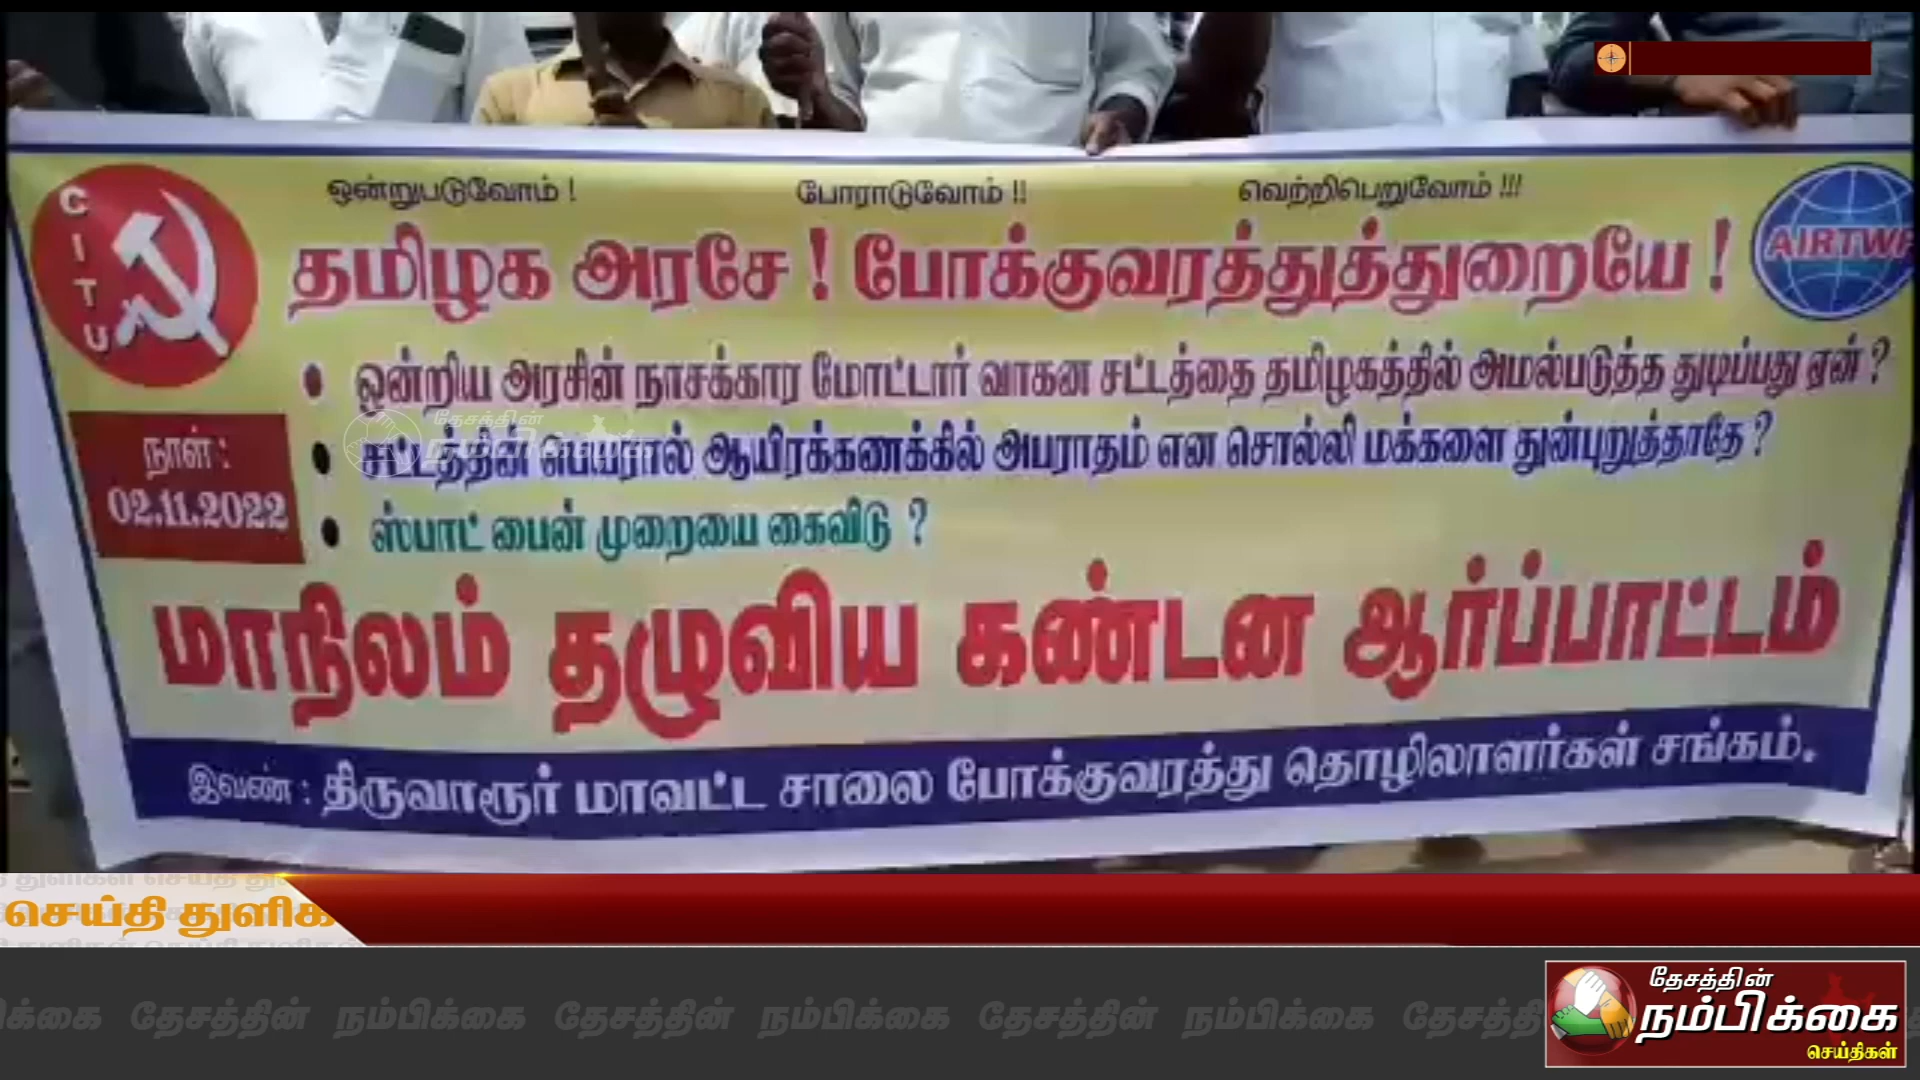 ஒன்றுபடுவோம் ! போராடுவோம் !! வெற்றிபெறுவோம் !!!
CITU
AIRTWF
தமிழக அரசே ! போக்குவரத்துத்துறையே !
• ஒன்றிய அரசின் நாசக்கார மோட்டார் வாகன சட்டத்தை தமிழகத்தில் அமல்படுத்த துடிப்பது ஏன் ?
• சட்டத்தின் பெயரால் ஆயிரக்கணக்கில் அபராதம் என சொல்லி மக்களை துன்புறுத்தாதே ?
தேசத்தின்
நம்பிக்கை
நாள் :
02.11.2022
• ஸ்பாட் பைன் முறையை கைவிடு ?
மாநிலம் தழுவிய கண்டன ஆர்ப்பாட்டம்
இவண் : திருவாரூர் மாவட்ட சாலை போக்குவரத்து தொழிலாளர்கள் சங்கம்.
செய்தி துளிக
தேசத்தின் நம்பிக்கை தேசத்தின் நம்பிக்கை தேசத்தின் நம்பிக்கை
தேசத்தின்
நம்பிக்கை
செய்திகள்